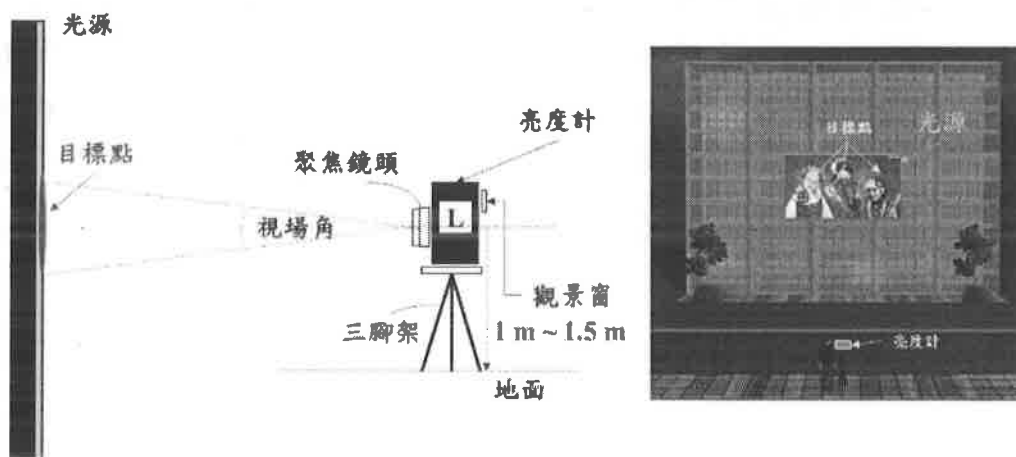 光源
目標點
聚焦鏡頭
亮度計
L
視場角
觀景窗
三腳架
1 m ~ 1.5 m
地面
目標點
光源
亮度計